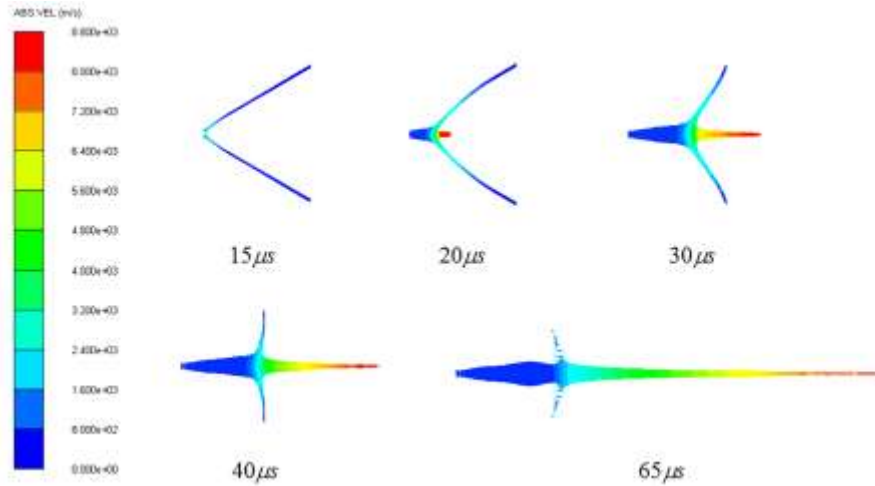 ABS VEL (m/s)
8.800e+03
8.000e+03
7.200e+03
6.400e+03
5.600e+03
4.800e+03
4.000e+03
3.200e+03
2.400e+03
1.600e+03
8.000e+02
0.000e+00
15μs
20μs
30μs
40μs
65μs